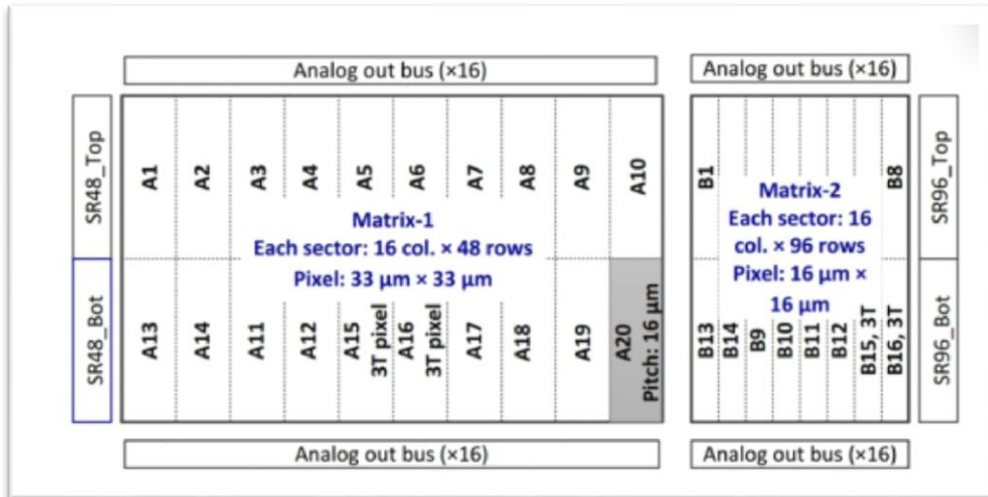 Analog out bus (×16)
Analog out bus (×16)
SR48_Top
A1
A2
A3
A4
A5
A6
A7
A8
A9
A10
B1
B8
SR96_Top
Matrix-1
Each sector: 16 col. × 48 rows
Pixel: 33 µm × 33 µm
Matrix-2
Each sector: 16
col. × 96 rows
Pixel: 16 µm ×
16 µm
SR48_Bot
A13
A14
A11
A12
A15
3T pixel
A16
3T pixel
A17
A18
A19
A20
Pitch: 16 µm
B13
B14
B9
B10
B11
B12
B15, 3T
B16, 3T
SR96_Bot
Analog out bus (×16)
Analog out bus (×16)